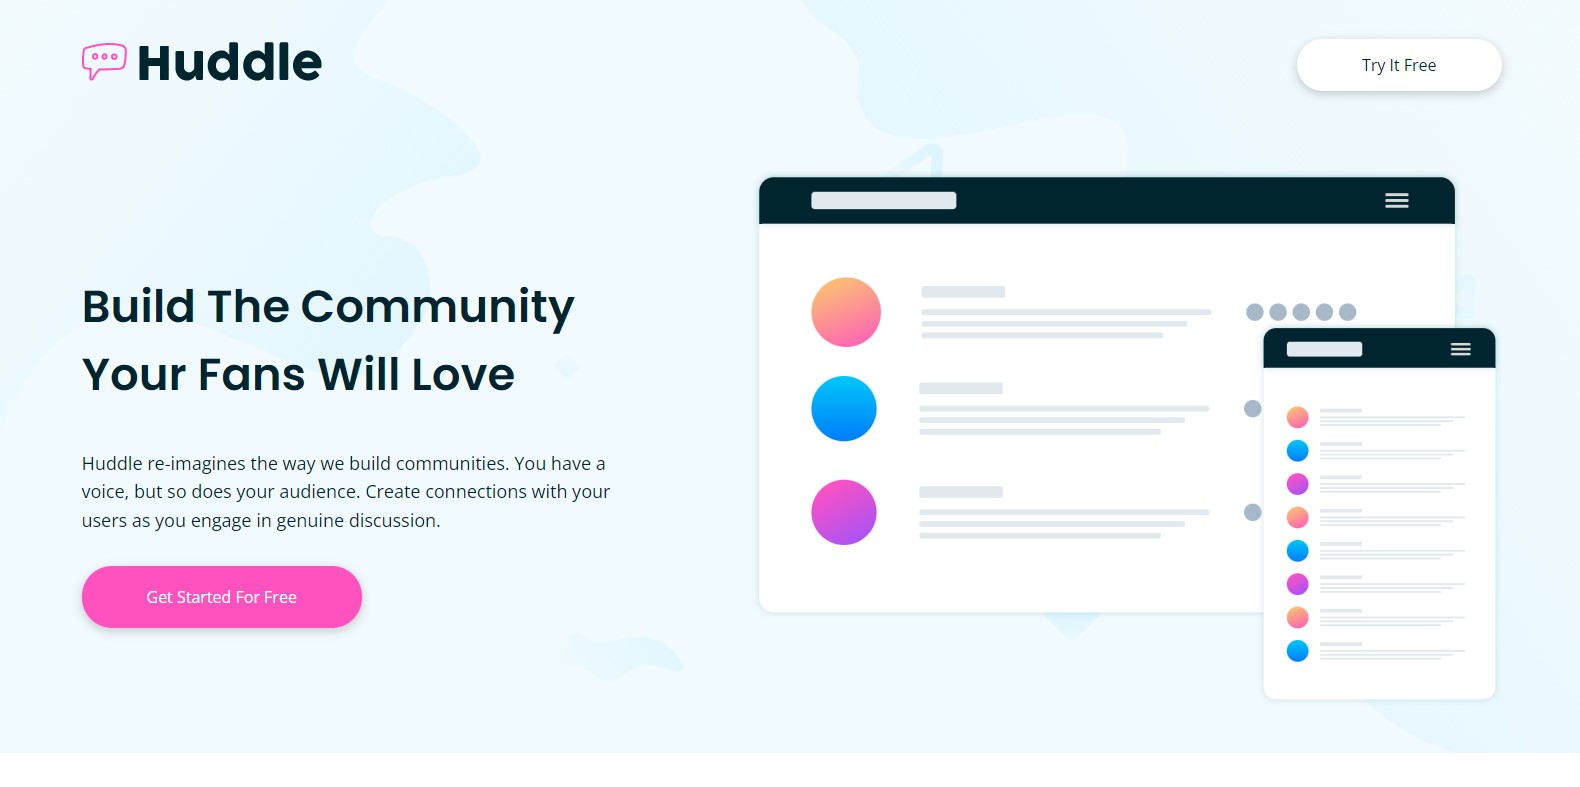 Huddle
Try It Free
Build The Community
Your Fans Will Love
Huddle re-imagines the way we build communities. You have a
voice, but so does your audience. Create connections with your
users as you engage in genuine discussion.
Get Started For Free